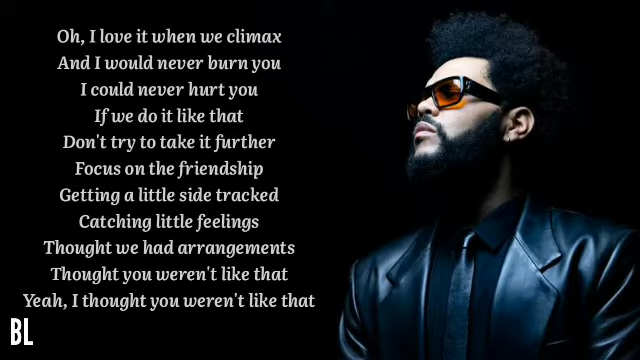 Oh, I love it when we climax
And I would never burn you
I could never hurt you
If we do it like that
Don't try to take it further
Focus on the friendship
Getting a little side tracked
Catching little feelings
Thought we had arrangements
Thought you weren't like that
Yeah, I thought you weren't like that
BL